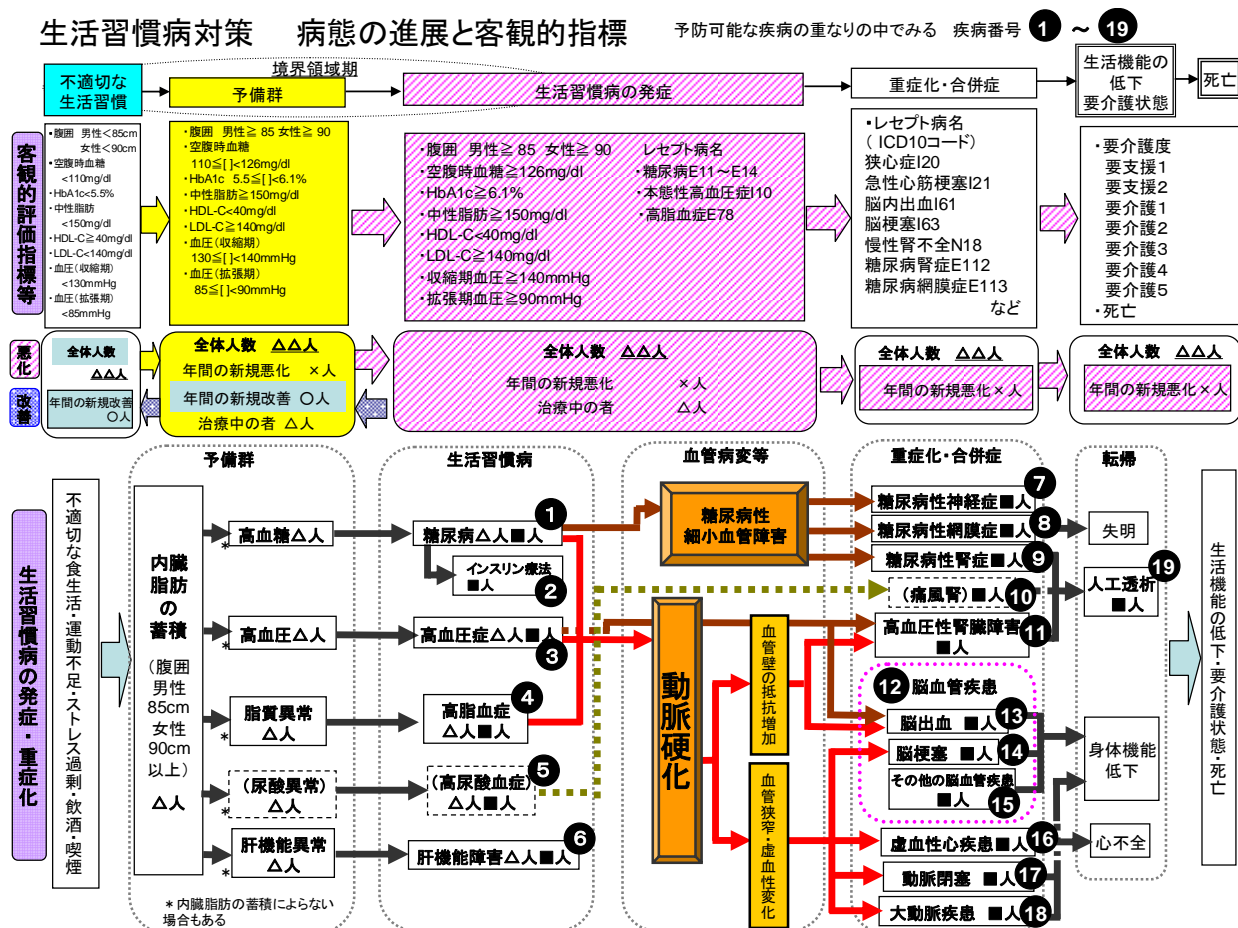 生活習慣病対策　病態の進展と客観的指標
予防可能な疾病の重なりの中でみる　疾病番号 1 ～ 19
境界領域期
不適切な
生活習慣
予備群
生活習慣病の発症
重症化・合併症
生活機能の
低下
要介護状態
死亡
客観的評価指標等
・腹囲 男性<85cm
女性<90cm
・空腹時血糖
<110mg/dl
・HbA1c<5.5%
・中性脂肪
<150mg/dl
・HDL-C≧40mg/dl
・LDL-C<140mg/dl
・血圧(収縮期)
<130mmHg
・血圧(拡張期)
<85mmHg
・腹囲 男性≧85 女性≧90
・空腹時血糖
110≦[ ]<126mg/dl
・HbA1c 5.5≦[ ]<6.1%
・中性脂肪≧150mg/dl
・HDL-C<40mg/dl
・LDL-C≧140mg/dl
・血圧(収縮期)
130≦[ ]<140mmHg
・血圧(拡張期)
85≦[ ]<90mmHg
・腹囲 男性≧85 女性≧90
・空腹時血糖≧126mg/dl
・HbA1c≧6.1%
・中性脂肪≧150mg/dl
・HDL-C<40mg/dl
・LDL-C≧140mg/dl
・収縮期血圧≧140mmHg
・拡張期血圧≧90mmHg
レセプト病名
・糖尿病E11～E14
・本態性高血圧症I10
・高脂血症E78
・レセプト病名
（ICD10コード）
狭心症I20
急性心筋梗塞I21
脳内出血I61
脳梗塞I63
慢性腎不全N18
糖尿病腎症E112
糖尿病網膜症E113
など
・要介護度
要支援1
要支援2
要介護1
要介護2
要介護3
要介護4
要介護5
・死亡
悪化
改善
全体人数
△△人
年間の新規改善
○人
全体人数 △△人
年間の新規悪化 ×人
年間の新規改善 ○人
治療中の者 △人
全体人数 △△人
年間の新規悪化 ×人
治療中の者 △人
全体人数 △△人
年間の新規悪化×人
全体人数 △△人
年間の新規悪化×人
生活習慣病の発症・重症化
不適切な食生活・運動不足・ストレス過剰・飲酒・喫煙
予備群
生活習慣病
血管病変等
重症化・合併症
転帰
内臓脂肪の蓄積
（腹囲
男性
85cm
女性
90cm
以上）
△人
*高血糖△人
*高血圧△人
*脂質異常
△人
*（尿酸異常）
△人
*肝機能異常
△人
*内臓脂肪の蓄積によらない
場合もある
糖尿病△人■人 1
インスリン療法
■人 2
高血圧症△人■人 3
高脂血症 4
△人■人
（高尿酸血症） 5
△人■人
肝機能障害△人■人 6
糖尿病性
細小血管障害
動脈硬化
血管壁の抵抗増加
血管狭窄・虚血性変化
糖尿病性神経症■人 7
糖尿病性網膜症■人 8
糖尿病性腎症■人 9
（痛風腎）■人 10
高血圧性腎臓障害
■人 11
12 脳血管疾患
脳出血 ■人 13
脳梗塞 ■人 14
その他の脳血管疾患
■人 15
虚血性心疾患■人 16
動脈閉塞 ■人 17
大動脈疾患 ■人 18
失明
人工透析 19
■人
身体機能
低下
心不全
生活機能の低下・要介護状態・死亡